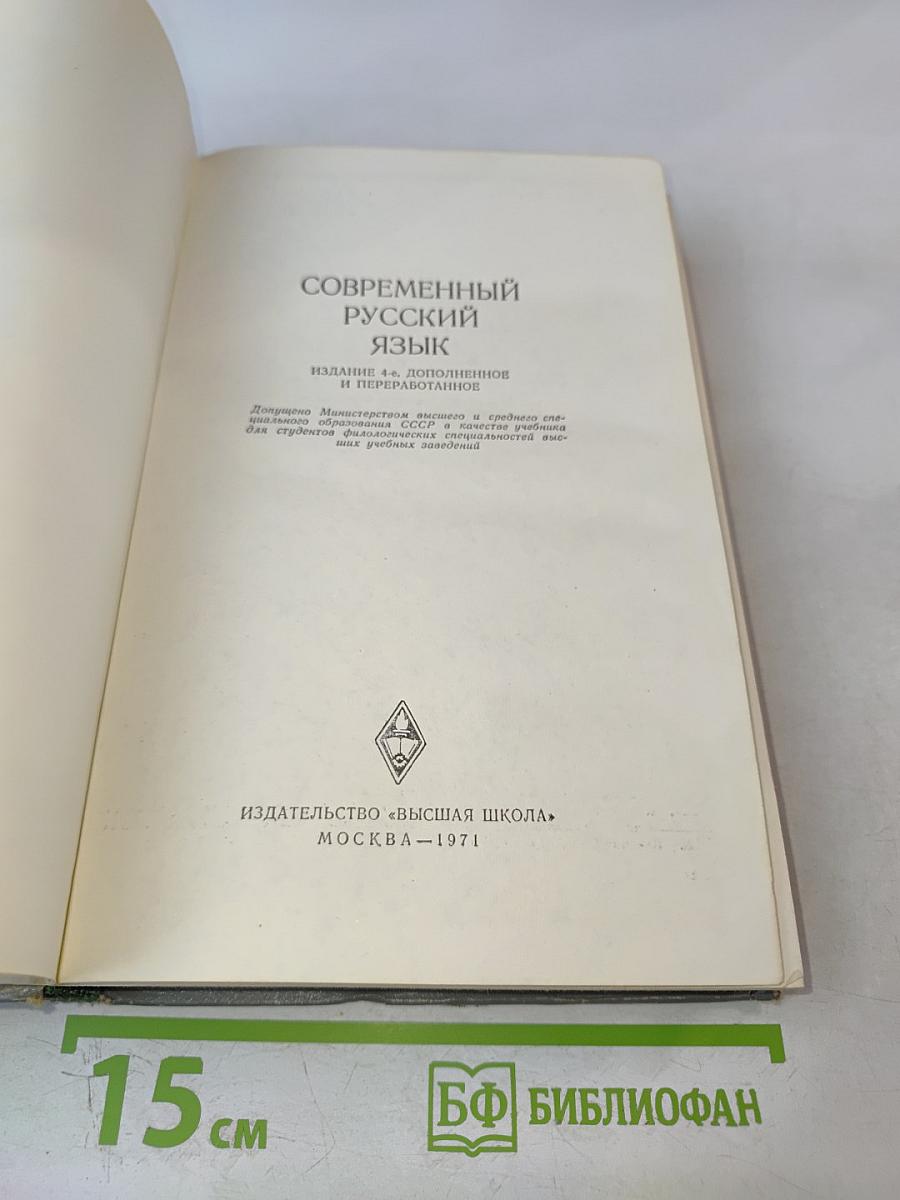 СОВРЕМЕННЫЙ
РУССКИЙ
ЯЗЫК
ИЗДАНИЕ 4-е, ДОПОЛНЕННОЕ
И ПЕРЕРАБОТАННОЕ
Допущено Министерством высшего и среднего спе-
циального образования СССР в качестве учебника
для студентов филологических специальностей выс-
ших учебных заведений
ИЗДАТЕЛЬСТВО «ВЫСШАЯ ШКОЛА»
МОСКВА—1971
15 см
БФ БИБЛИОФАН